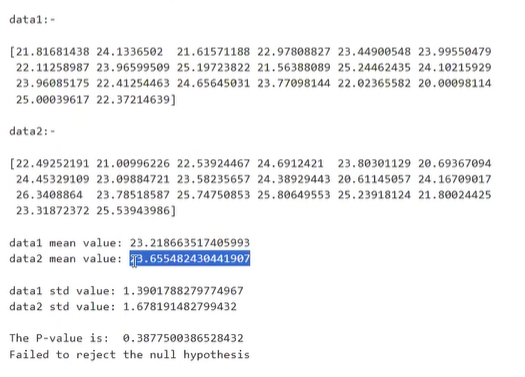 data1:-
[21.81681438 24.1336502 21.61571188 22.97808827 23.44900548 23.99550479
22.11258987 23.96599509 25.19723822 21.56388089 25.24462435 24.10215929
23.96085175 22.41254463 24.65645031 23.77098144 22.02365582 20.00098114
25.00039617 22.37214639]
data2:-
[22.49252191 21.00996226 22.53924467 24.6912421 23.80301129 20.69367094
24.45329109 23.09884721 23.58235657 24.38929443 20.61145057 24.16709017
26.3408864 23.78518587 25.74750853 25.80649553 25.23918124 21.80024425
23.31872372 25.53943986]
data1 mean value: 23.218663517405993
data2 mean value: 23.655482430441907
data1 std value: 1.3901788279774967
data2 std value: 1.678191482799432
The P-value is: 0.3877500386528432
Failed to reject the null hypothesis